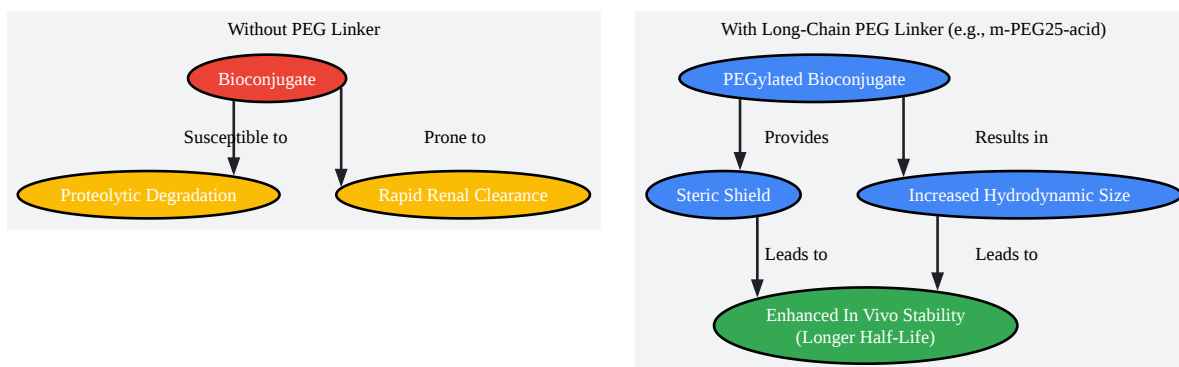 Without PEG Linker
Bioconjugate
Susceptible to
Prone to
Proteolytic Degradation
Rapid Renal Clearance
With Long-Chain PEG Linker (e.g., m-PEG25-acid)
PEGylated Bioconjugate
Provides
Results in
Steric Shield
Increased Hydrodynamic Size
Leads to
Leads to
Enhanced In Vivo Stability
(Longer Half-Life)